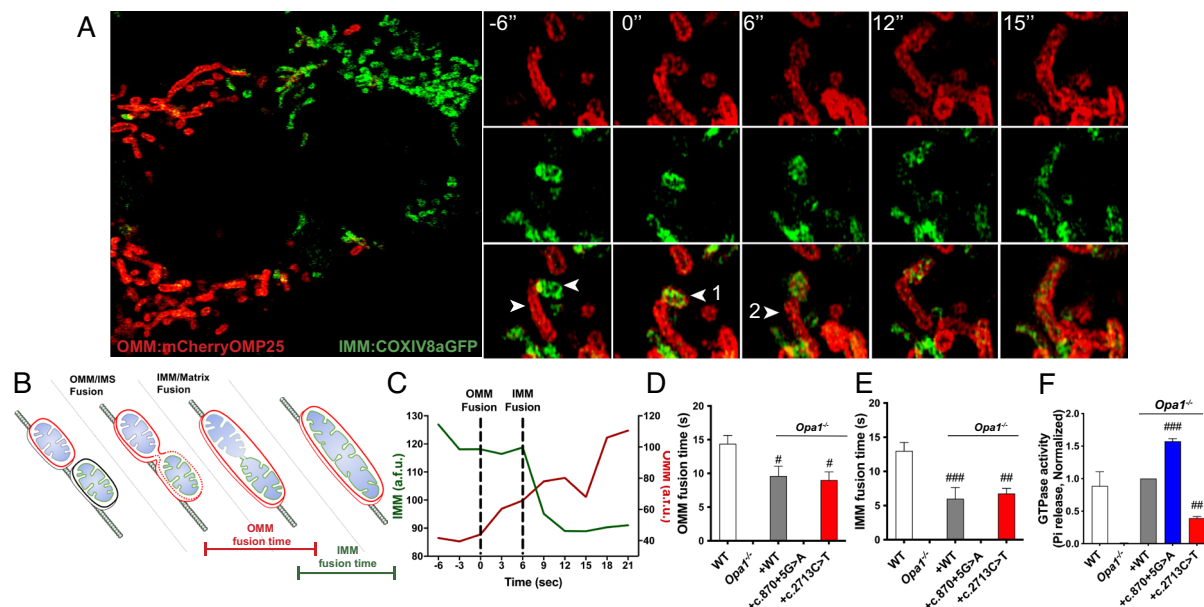 A
-6’’
0’’
6’’
12’’
15’’
1
2
OMM:mCherryOMP25
IMM:COXIV8aGFP
B
OMM/IMS
Fusion
IMM/Matrix
Fusion
OMM
fusion time
IMM
fusion time
C
OMM
Fusion
IMM
Fusion
130
120
110
100
90
80
IMM (a.f.u.)
120
100
80
60
40
OMM (a.f.u.)
-6 -3 0 3 6 9 12 15 18 21
Time (sec)
D
Opa1-/-
OMM fusion time (s)
20
15
10
5
0
#
#
WT
Opa1-/-
+WT
+c.870+5G>A
+c.2713C>T
E
Opa1-/-
IMM fusion time (s)
20
15
10
5
0
###
##
WT
Opa1-/-
+WT
+c.870+5G>A
+c.2713C>T
F
Opa1-/-
GTPase activity
(Pi release, Normalized)
2.0
1.5
1.0
0.5
0.0
###
##
WT
Opa1-/-
+WT
+c.870+5G>A
+c.2713C>T